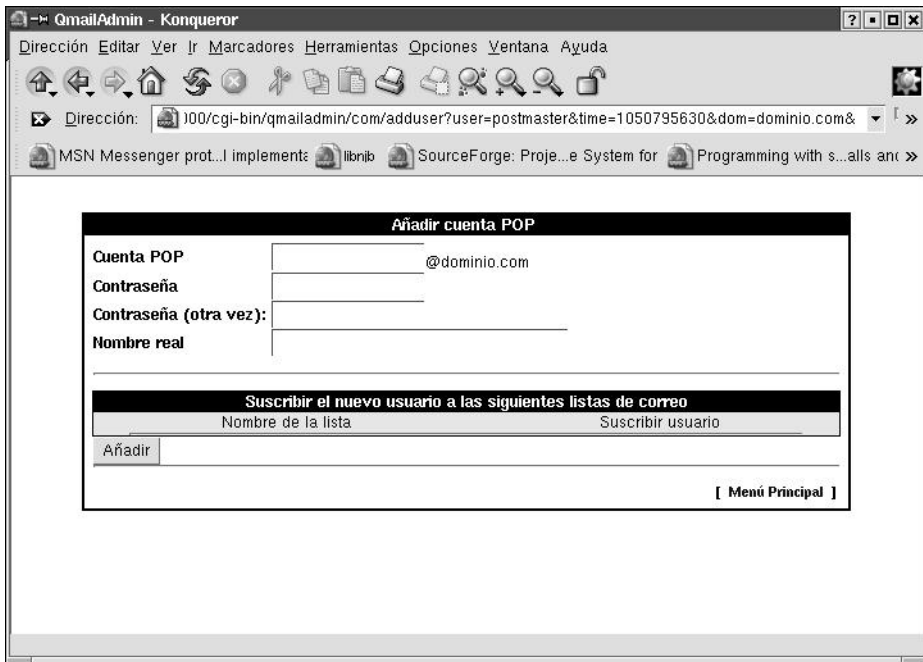 QmailAdmin - Konqueror
Dirección Editar Ver Ir Marcadores Herramientas Opciones Ventana Ayuda
Dirección: )00/cgi-bin/qmailadmin/com/adduser?user=postmaster&time=1050795630&dom=dominio.com&
MSN Messenger prot...l implementa libnjb SourceForge: Proje...e System for Programming with s...alls and »
Añadir cuenta POP
Cuenta POP @dominio.com
Contraseña
Contraseña (otra vez):
Nombre real
Suscribir el nuevo usuario a las siguientes listas de correo
Nombre de la lista Suscribir usuario
Añadir
[ Menú Principal ]